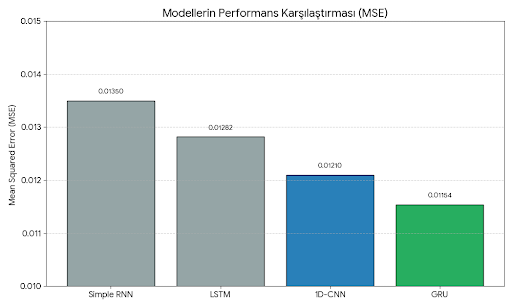 Modellerin Performans Karşılaştırması (MSE)
Mean Squared Error (MSE)
0.015
0.014
0.013
0.012
0.011
0.010
0.01350
0.01282
0.01210
0.01154
Simple RNN
LSTM
1D-CNN
GRU